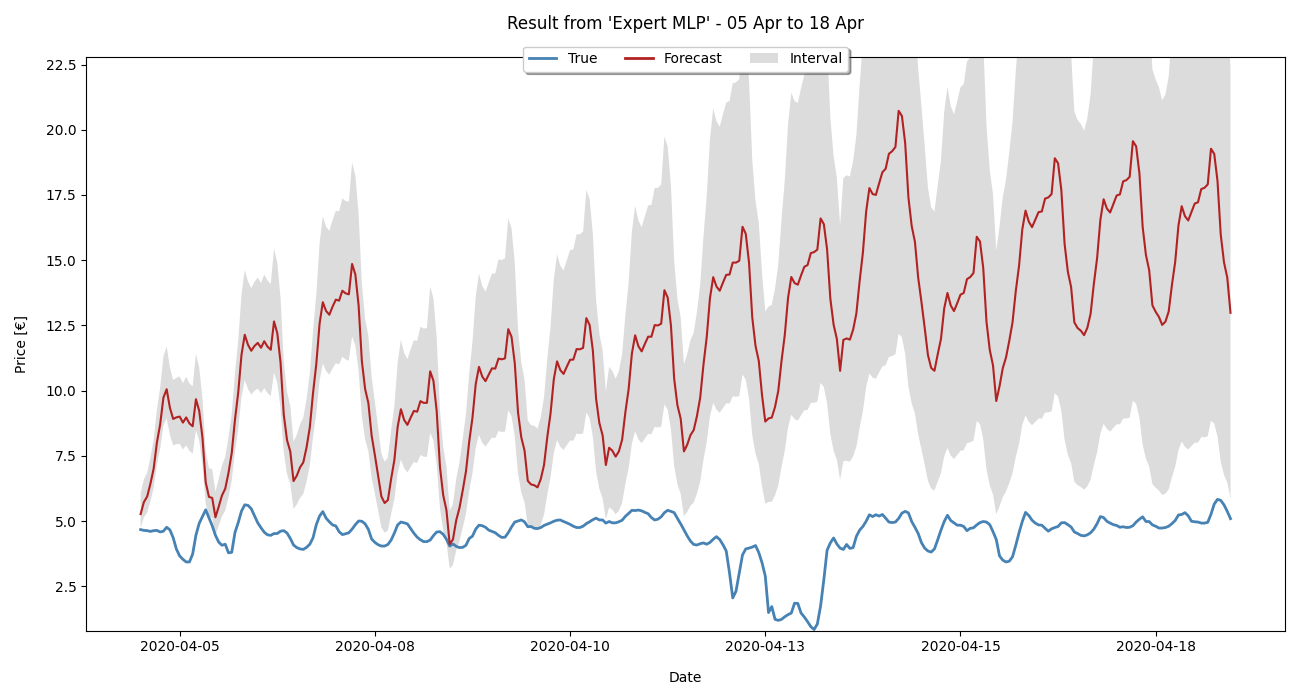 Result from 'Expert MLP' - 05 Apr to 18 Apr
True Forecast Interval
22.5
20.0
17.5
15.0
12.5
10.0
7.5
5.0
2.5
Price [€]
2020-04-05 2020-04-08 2020-04-10 2020-04-13 2020-04-15 2020-04-18
Date